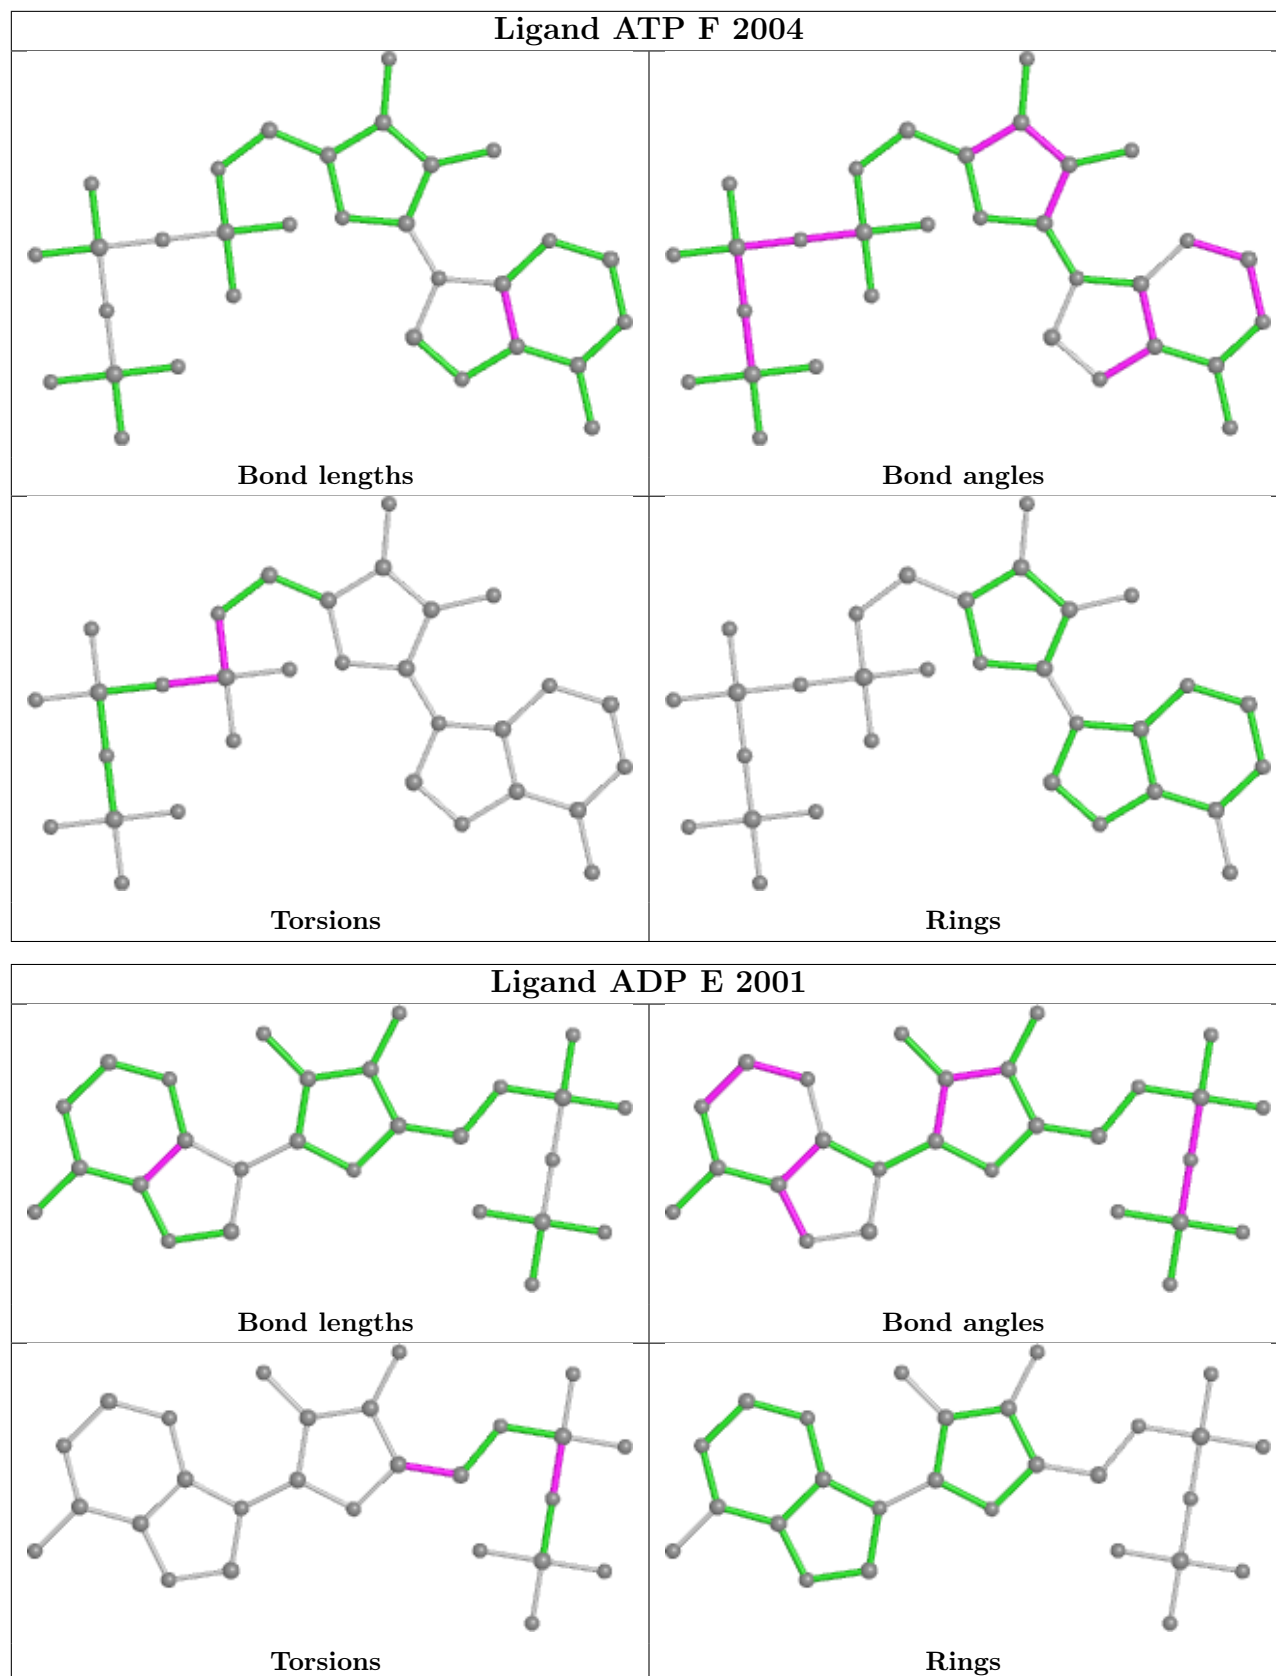 Ligand ATP F 2004
Bond lengths
Bond angles
Torsions
Rings
Ligand ADP E 2001
Bond lengths
Bond angles
Torsions
Rings